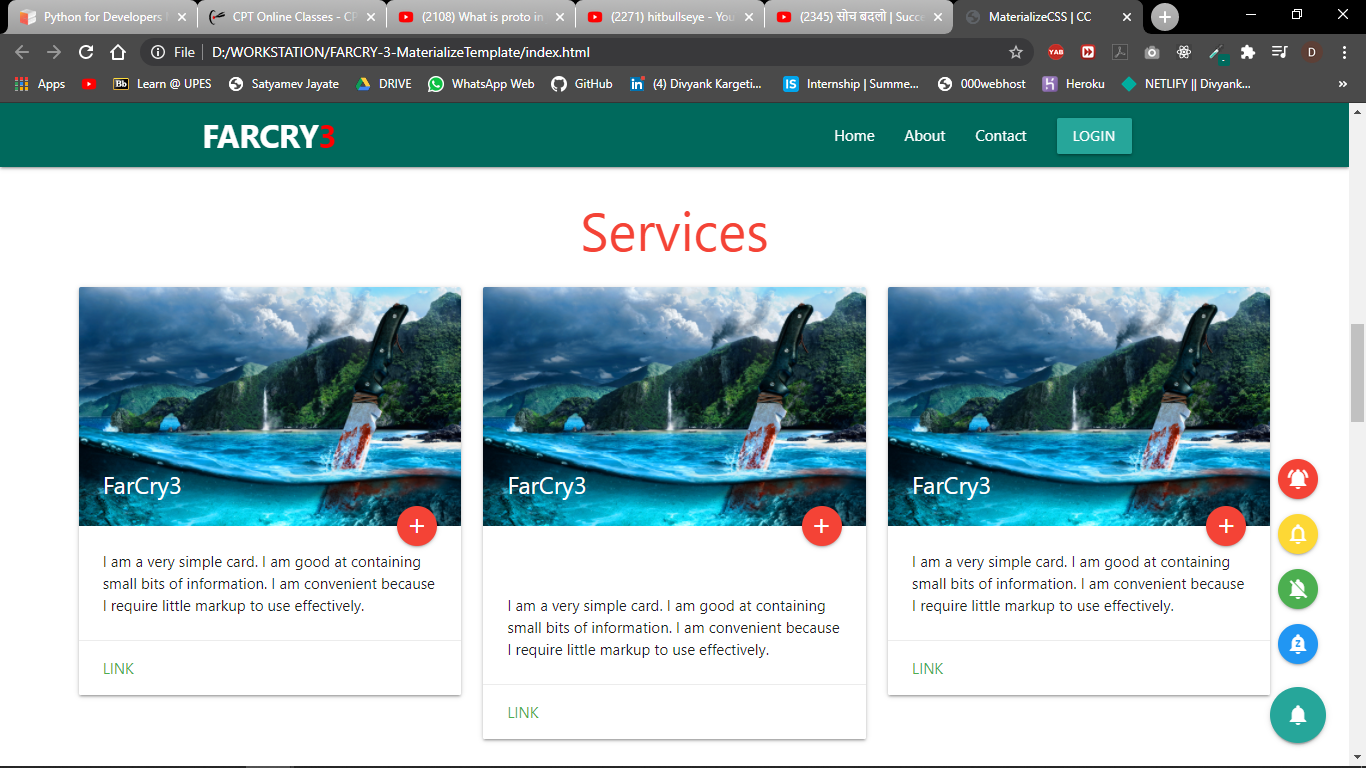 Python for Developers
CPT Online Classes - CP
(2108) What is proto in
(2271) hitbullseye - You
(2345) सोच बदलो | Succe
MaterializeCSS | CC
File
D:/WORKSTATION/FARCRY-3-MaterializeTemplate/index.html
YAB
D
Apps
Bb
Learn @ UPES
Satyamev Jayate
DRIVE
WhatsApp Web
GitHub
in
(4) Divyank Kargeti...
IS
Internship | Summe...
000webhost
Heroku
NETLIFY || Divyank...
FARCRY3
Home
About
Contact
LOGIN
Services
FarCry3
I am a very simple card. I am good at containing
small bits of information. I am convenient because
I require little markup to use effectively.
LINK
FarCry3
I am a very simple card. I am good at containing
small bits of information. I am convenient because
I require little markup to use effectively.
LINK
FarCry3
I am a very simple card. I am good at containing
small bits of information. I am convenient because
I require little markup to use effectively.
LINK